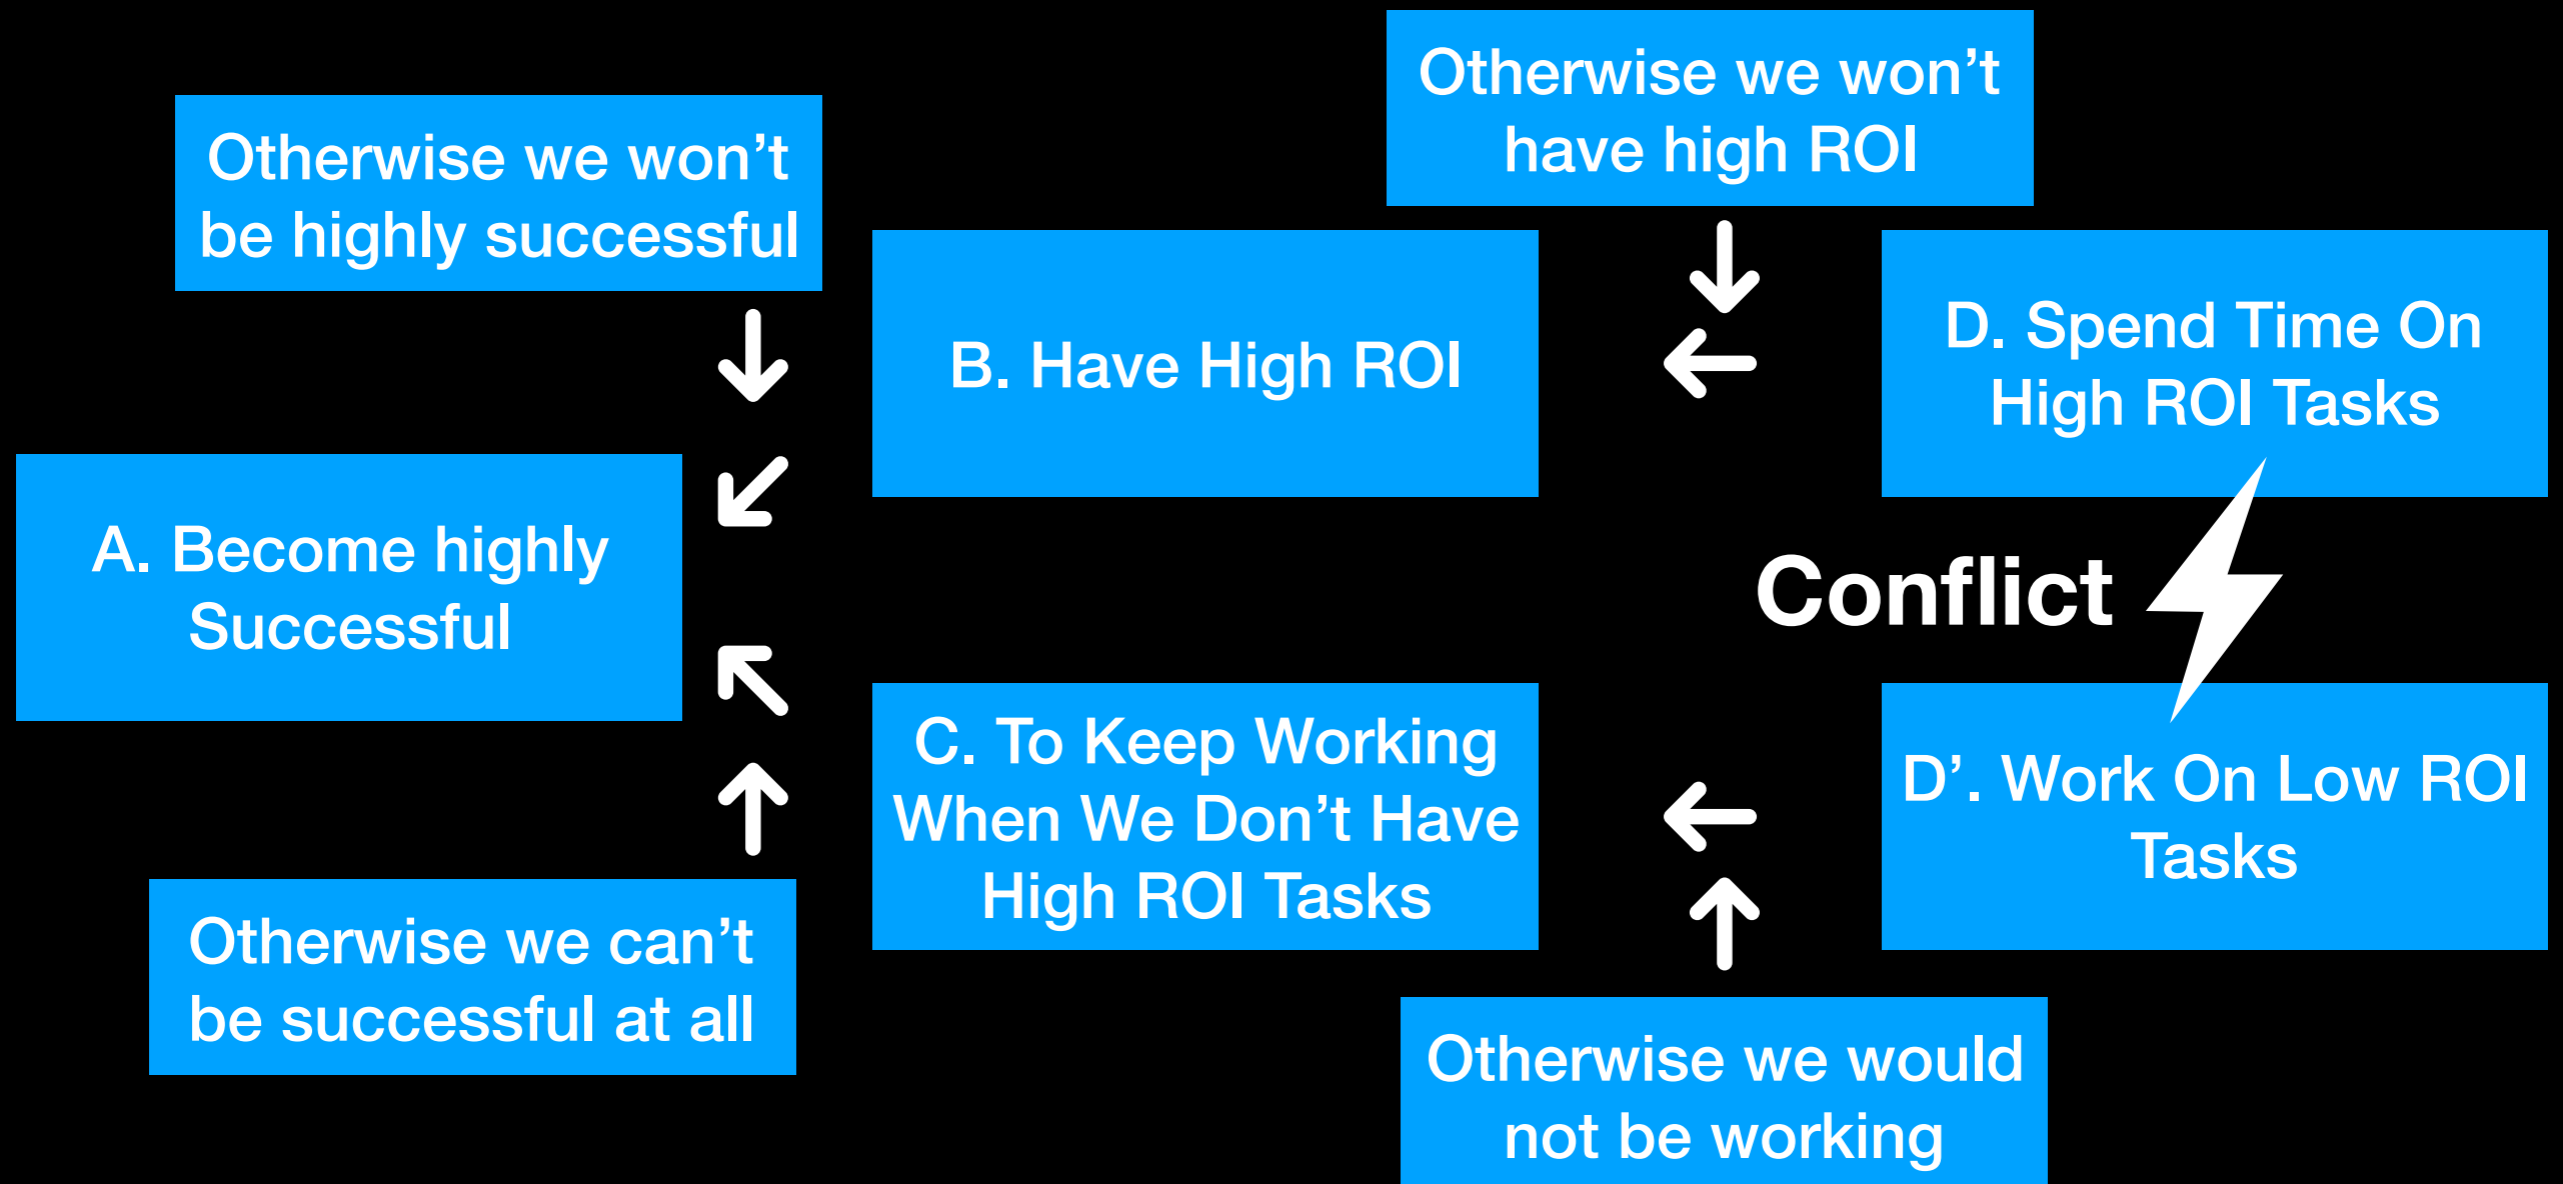 Otherwise we won’t
have high ROI
Otherwise we won’t
be highly successful
B. Have High ROI
D. Spend Time On
High ROI Tasks
A. Become highly
Successful
Conflict
C. To Keep Working
When We Don’t Have
High ROI Tasks
D’. Work On Low ROI
Tasks
Otherwise we can’t
be successful at all
Otherwise we would
not be working